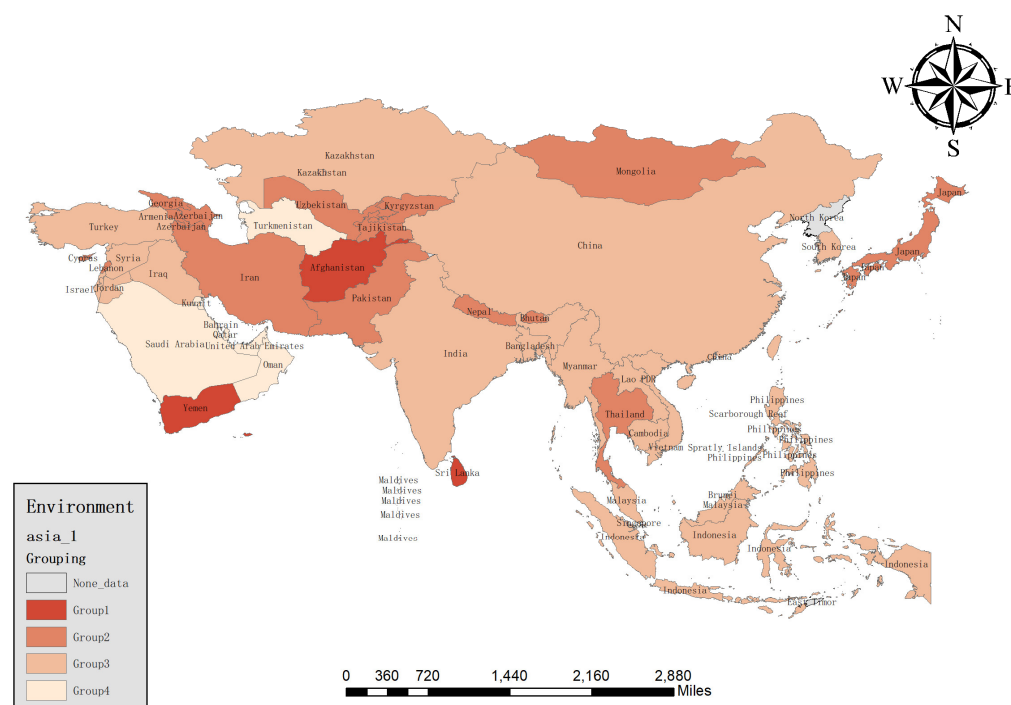 N
W
S
Kazakhstan
Kazakhstan
Mongolia
Georgia
Uzbekistan
Kyrgyzstan
Japan
Armenia
Azerbaijan
Azerbaijan
Turkey
Turkmenistan
Tajikistan
North Korea
China
South Korea
Japan
Cyprus
Syria
Lebanon
Iraq
Iran
Afghanistan
Japan
Japan
Israel
Jordan
Pakistan
Kuwait
Nepal
Bhutan
Bahrain
Qatar
Saudi Arabia
United Arab Emirates
Bangladesh
India
China
Oman
Myanmar
Lao PDR
Yemen
Thailand
Philippines
Scarborough Reef
Philippines
Cambodia
Philippines
Vietnam
Spratly Islands
Philippines
Philippines
Sri Lanka
Philippines
Maldives
Maldives
Maldives
Maldives
Maldives
Malaysia
Brunei
Malaysia
Singapore
Indonesia
Indonesia
Indonesia
Indonesia
Indonesia
East Timor
Environment
asia_1
Grouping
None_data
Group1
Group2
Group3
Group4
0 360 720 1,440 2,160 2,880
Miles